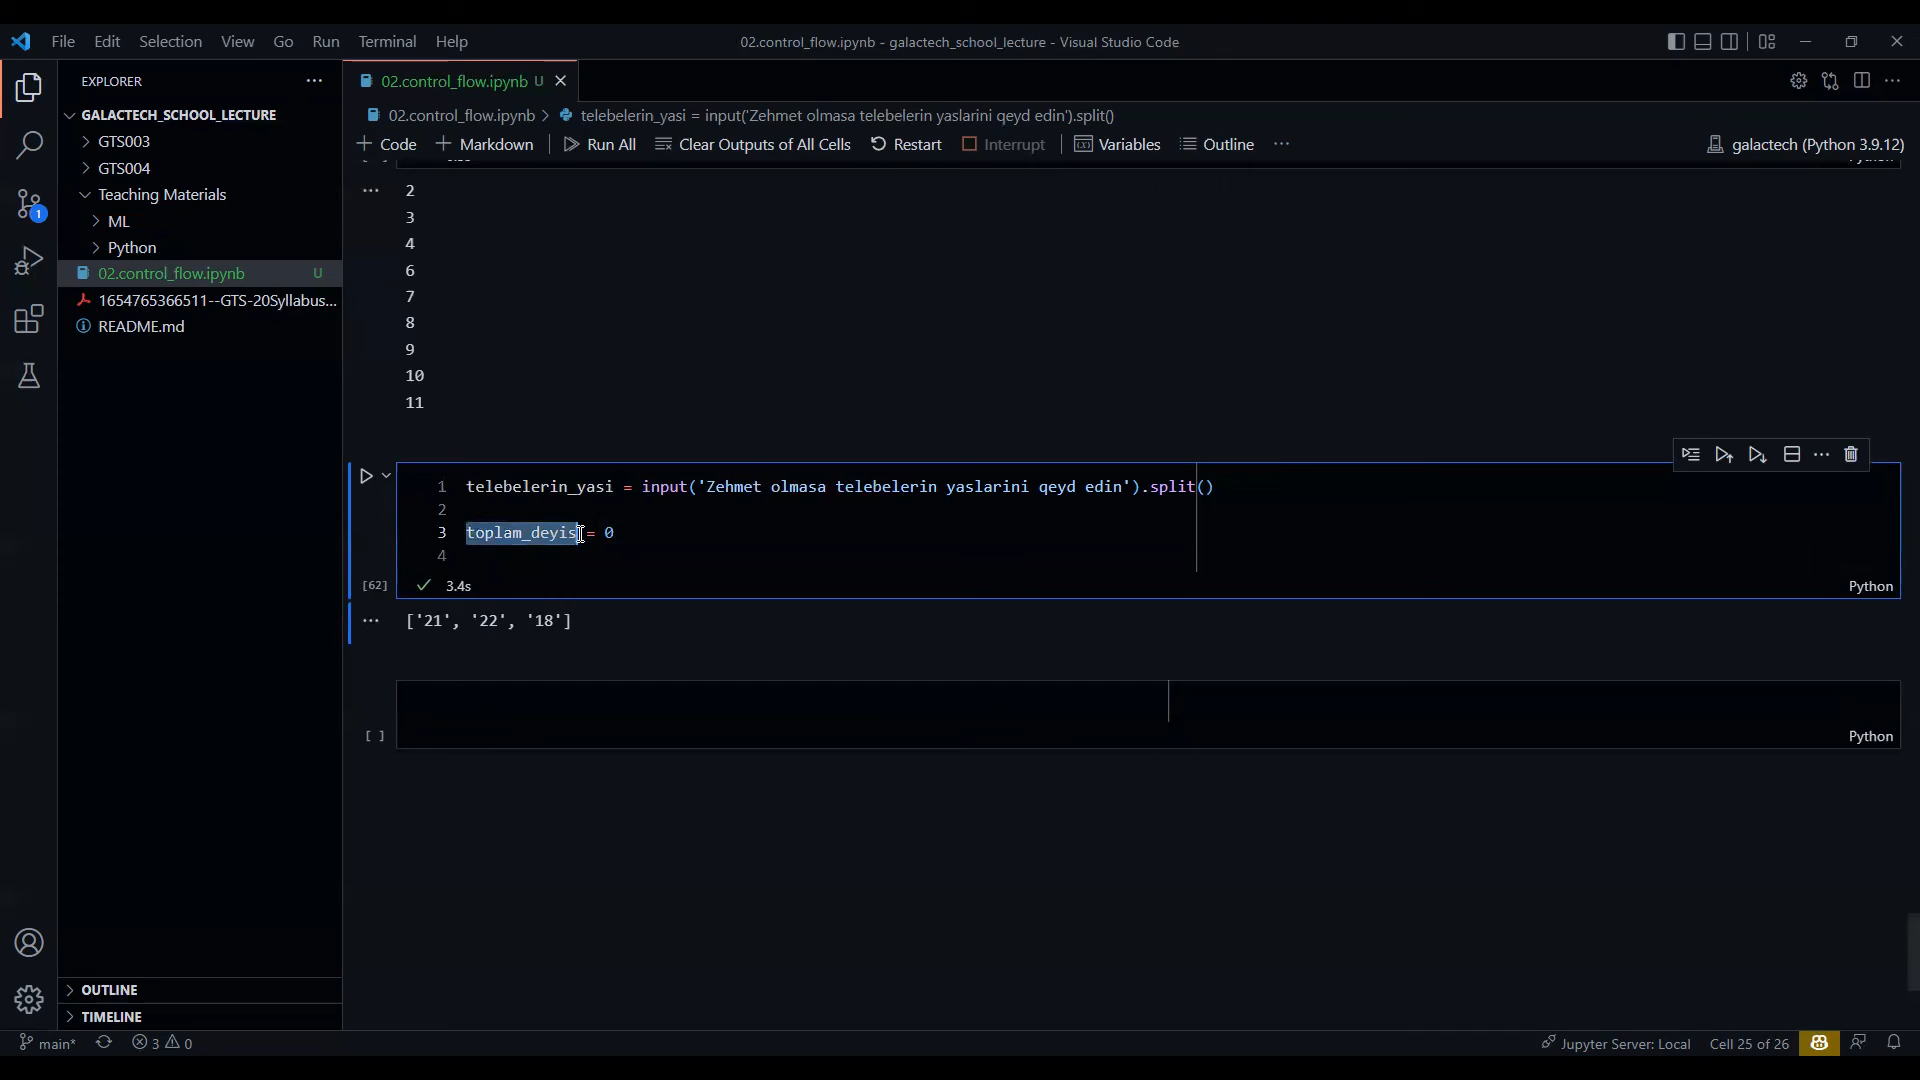 File Edit Selection View Go Run Terminal Help
02.control_flow.ipynb - galactech_school_lecture - Visual Studio Code
EXPLORER
GALACTECH_SCHOOL_LECTURE
GTS003
GTS004
Teaching Materials
ML
Python
02.control_flow.ipynb U
1654765366511--GTS-20Syllabus...
README.md
OUTLINE
TIMELINE
02.control_flow.ipynb U
02.control_flow.ipynb > telebelerin_yasi = input('Zehmet olmasa telebelerin yaslarini qeyd edin').split()
+ Code + Markdown Run All Clear Outputs of All Cells Restart Interrupt Variables Outline ... galactech (Python 3.9.12)
2
3
4
6
7
8
9
10
11
1 telebelerin_yasi = input('Zehmet olmasa telebelerin yaslarini qeyd edin').split()
2
3 toplam_deyis = 0
4
[62] 3.4s Python
['21', '22', '18']
[ ] Python
1
main* 3 0 Jupyter Server: Local Cell 25 of 26